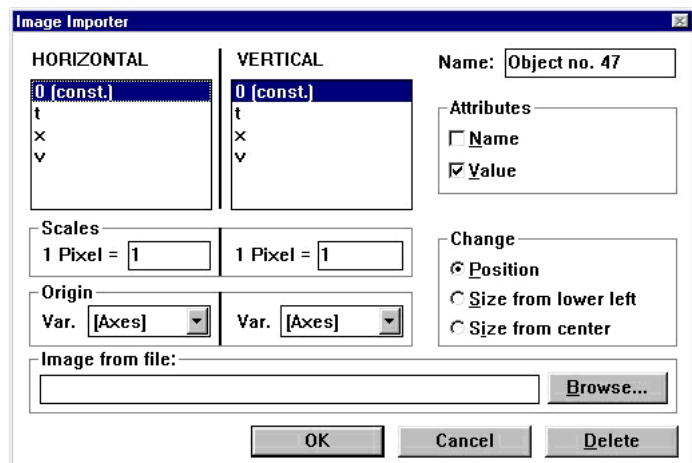 Image Importer
HORIZONTAL
0 (const.)
t
x
v
VERTICAL
0 (const.)
t
x
v
Name: Object no. 47
Attributes
Name
Value
Scales
1 Pixel = 1
1 Pixel = 1
Origin
Var. [Axes]
Var. [Axes]
Change
Position
Size from lower left
Size from center
Image from file:
Browse...
OK
Cancel
Delete